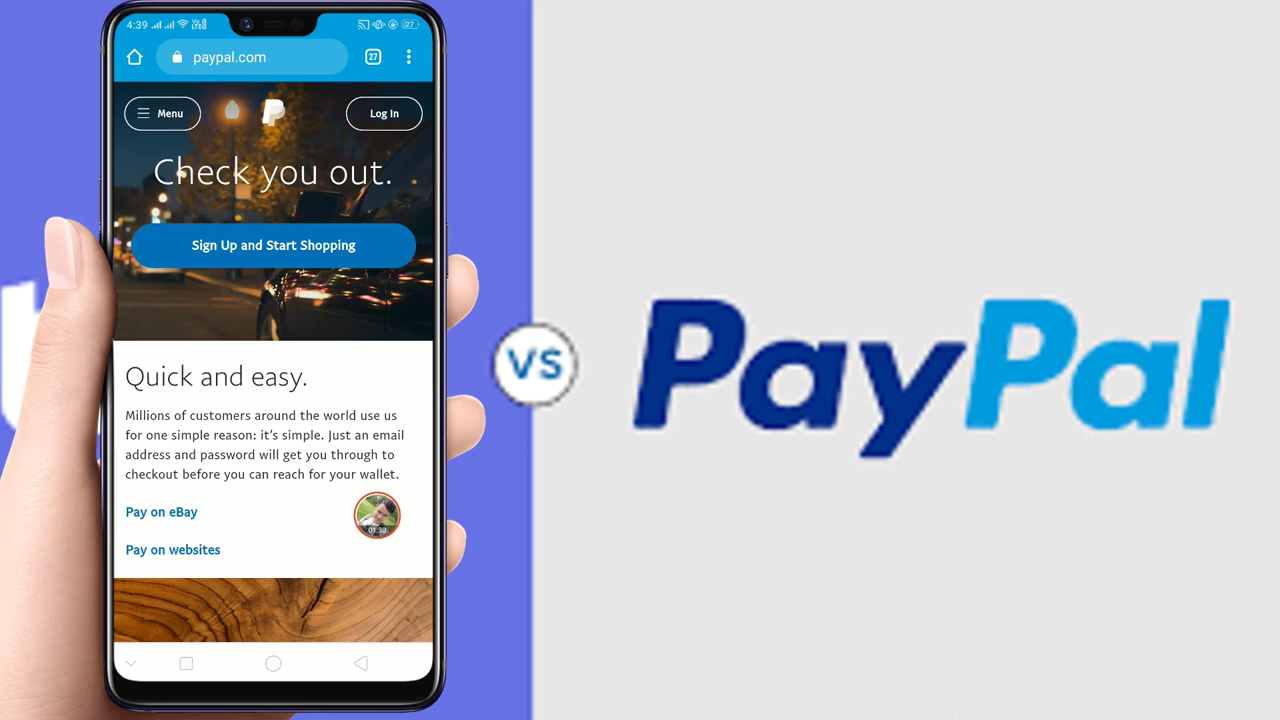 4:39
27
paypal.com
27
Menu
Log In
Check you out.
Sign Up and Start Shopping
Quick and easy.
Millions of customers around the world use us
for one simple reason: it's simple. Just an email
address and password will get you through to
checkout before you can reach for your wallet.
Pay on eBay
01:30
Pay on websites
VS
PayPal